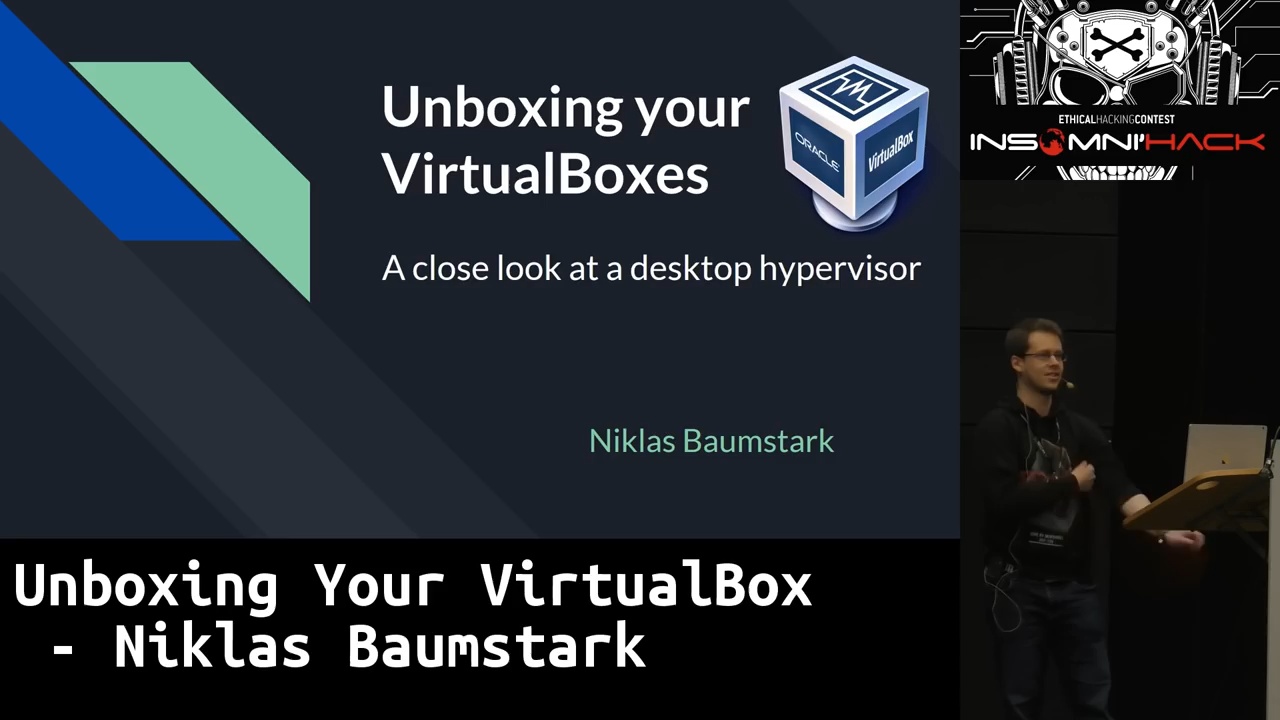 Unboxing your
VirtualBoxes
ORACLE
VirtualBox
A close look at a desktop hypervisor
Niklas Baumstark
ETHICALHACKINGCONTEST
INSOMNI'HACK
Unboxing Your VirtualBox
- Niklas Baumstark